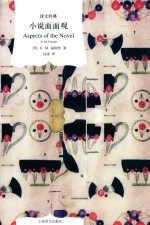 译文经典
小说面面观
Aspects of the Novel
E.M.Forster
〔英〕E. M. 福斯特 著
冯涛 译
上海译文出版社